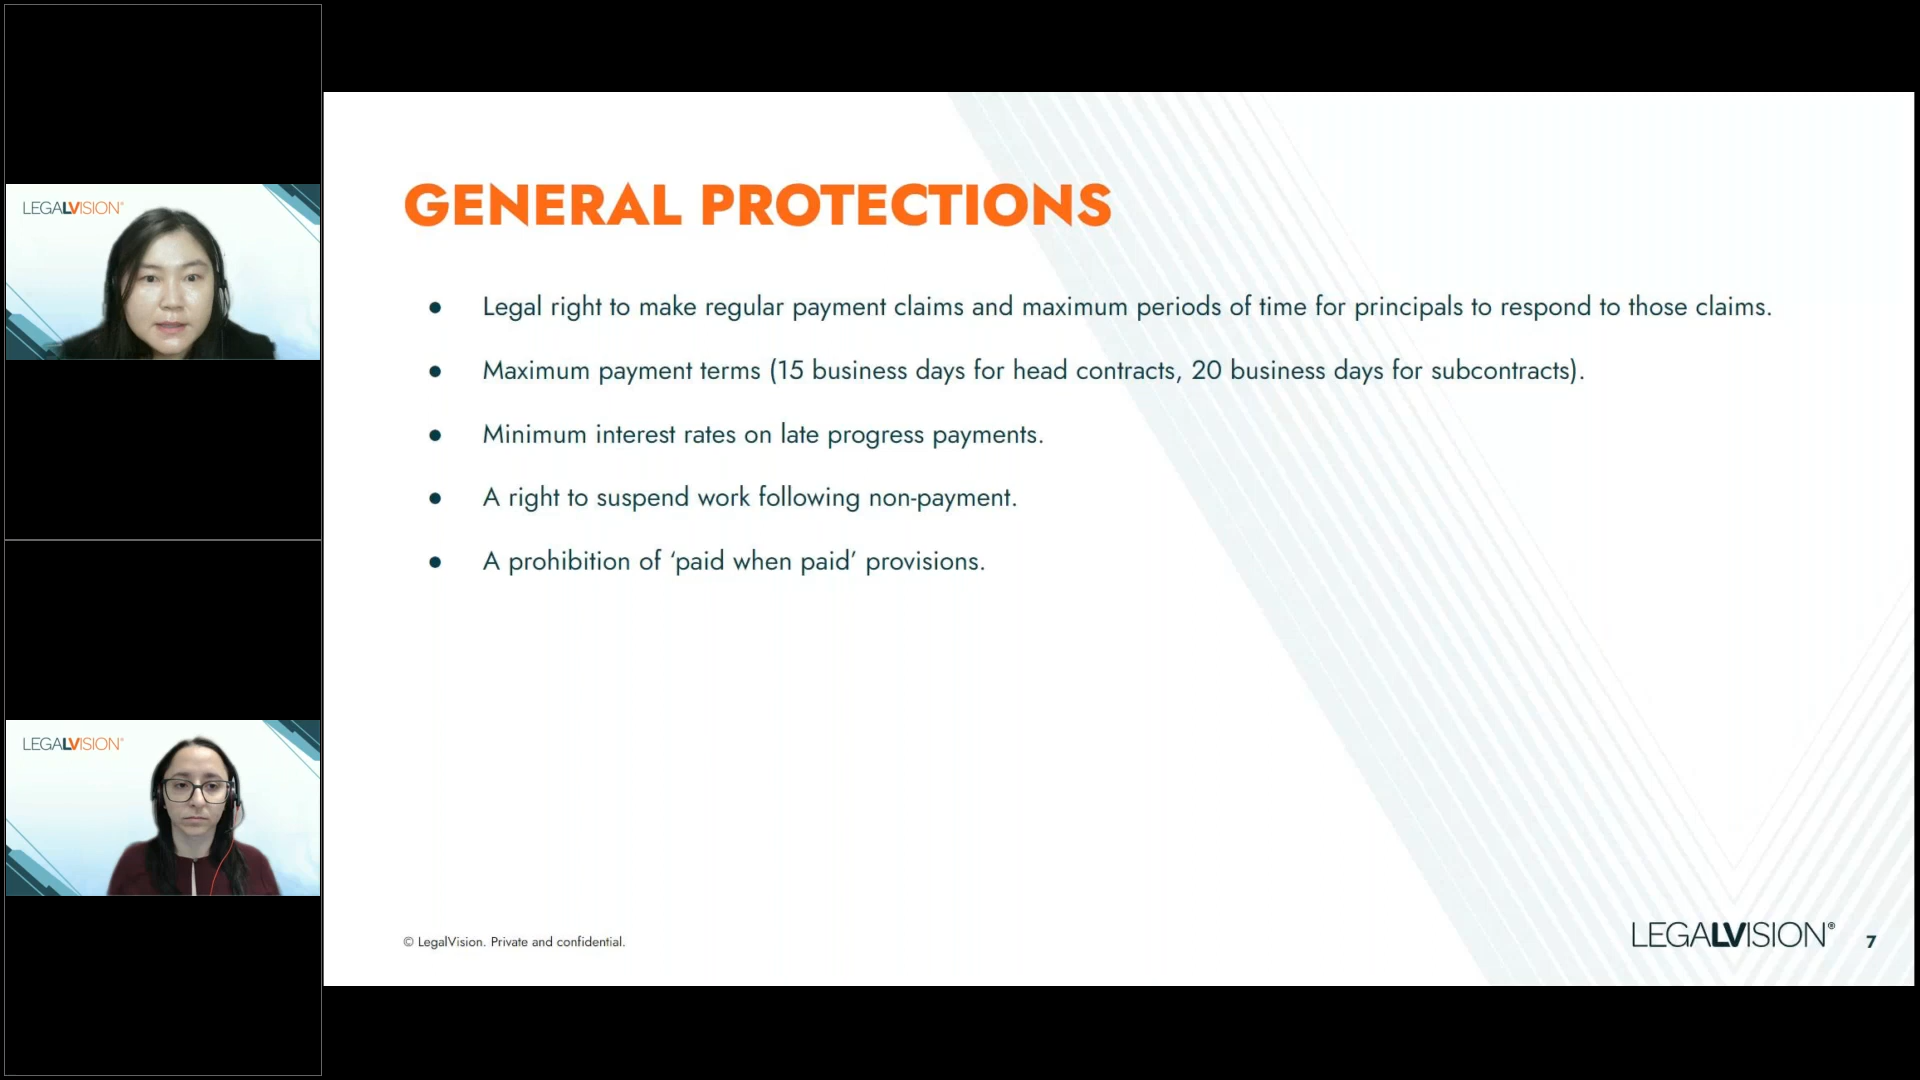 LEGALVISION®
LEGALVISION®
GENERAL PROTECTIONS
● Legal right to make regular payment claims and maximum periods of time for principals to respond to those claims.
● Maximum payment terms (15 business days for head contracts, 20 business days for subcontracts).
● Minimum interest rates on late progress payments.
● A right to suspend work following non-payment.
● A prohibition of ‘paid when paid’ provisions.
© LegalVision. Private and confidential.
LEGALVISION®
7